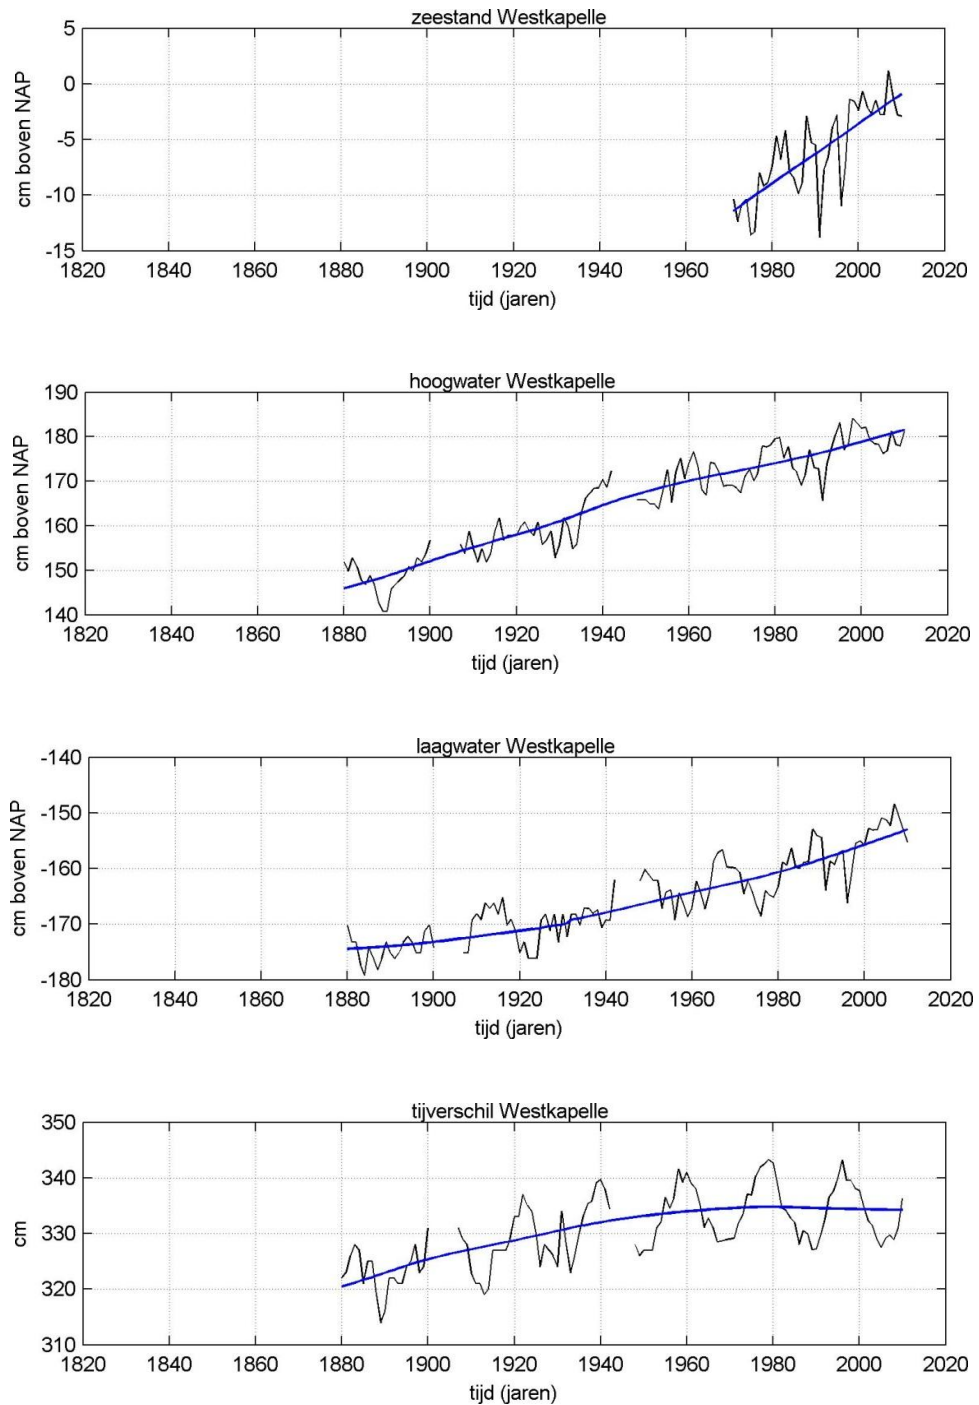 zeestand Westkapelle
5
0
-5
-10
-15
cm boven NAP
1820 1840 1860 1880 1900 1920 1940 1960 1980 2000 2020
tijd (jaren)
hoogwater Westkapelle
190
180
170
160
150
140
cm boven NAP
1820 1840 1860 1880 1900 1920 1940 1960 1980 2000 2020
tijd (jaren)
laagwater Westkapelle
-140
-150
-160
-170
-180
cm boven NAP
1820 1840 1860 1880 1900 1920 1940 1960 1980 2000 2020
tijd (jaren)
tijverschil Westkapelle
350
340
330
320
310
cm
1820 1840 1860 1880 1900 1920 1940 1960 1980 2000 2020
tijd (jaren)